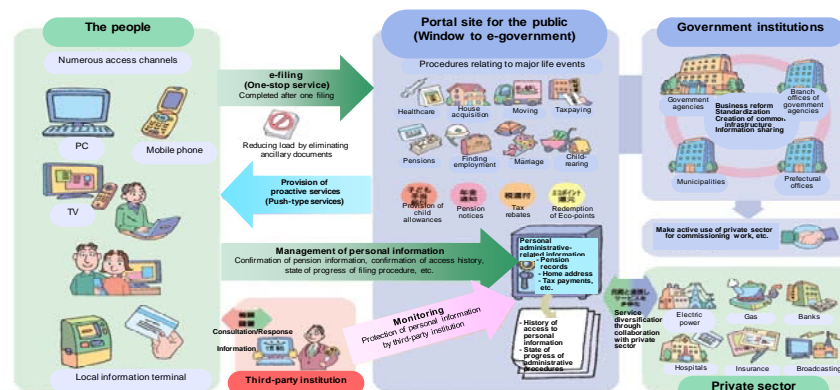 The people
Numerous access channels
PC
Mobile phone
TV
Local information terminal
e-filing
(One-stop service)
Completed after one filing
Reducing load by eliminating
ancillary documents
Provision of
proactive services
(Push-type services)
Management of personal information
Confirmation of pension information, confirmation of access history,
state of progress of filing procedure, etc.
Consultation/Response
Information
Third-party institution
Monitoring
Protection of personal information
by third-party institution
Portal site for the public
(Window to e-government)
Procedures relating to major life events
Healthcare
House
acquisition
Moving
Taxpaying
Pensions
Finding
employment
Marriage
Child-
rearing
Provision of
child
allowances
Pension
notices
Tax
rebates
Redemption
of Eco-points
Personal
administrative-
related information
- Pension
records
- Home address
- Tax payments,
etc.
- History of
access to
personal
information
- State of
progress of
administrative
procedures
Government institutions
Government
agencies
Branch
offices of
government
agencies
Business reform
Standardization
Creation of common
infrastructure
Information sharing
Municipalities
Prefectural
offices
Make active use of private sector
for commissioning work, etc.
Service
diversification
through
collaboration
with private
sector
Electric
power
Gas
Banks
Hospitals
Insurance
Broadcasting
Private sector